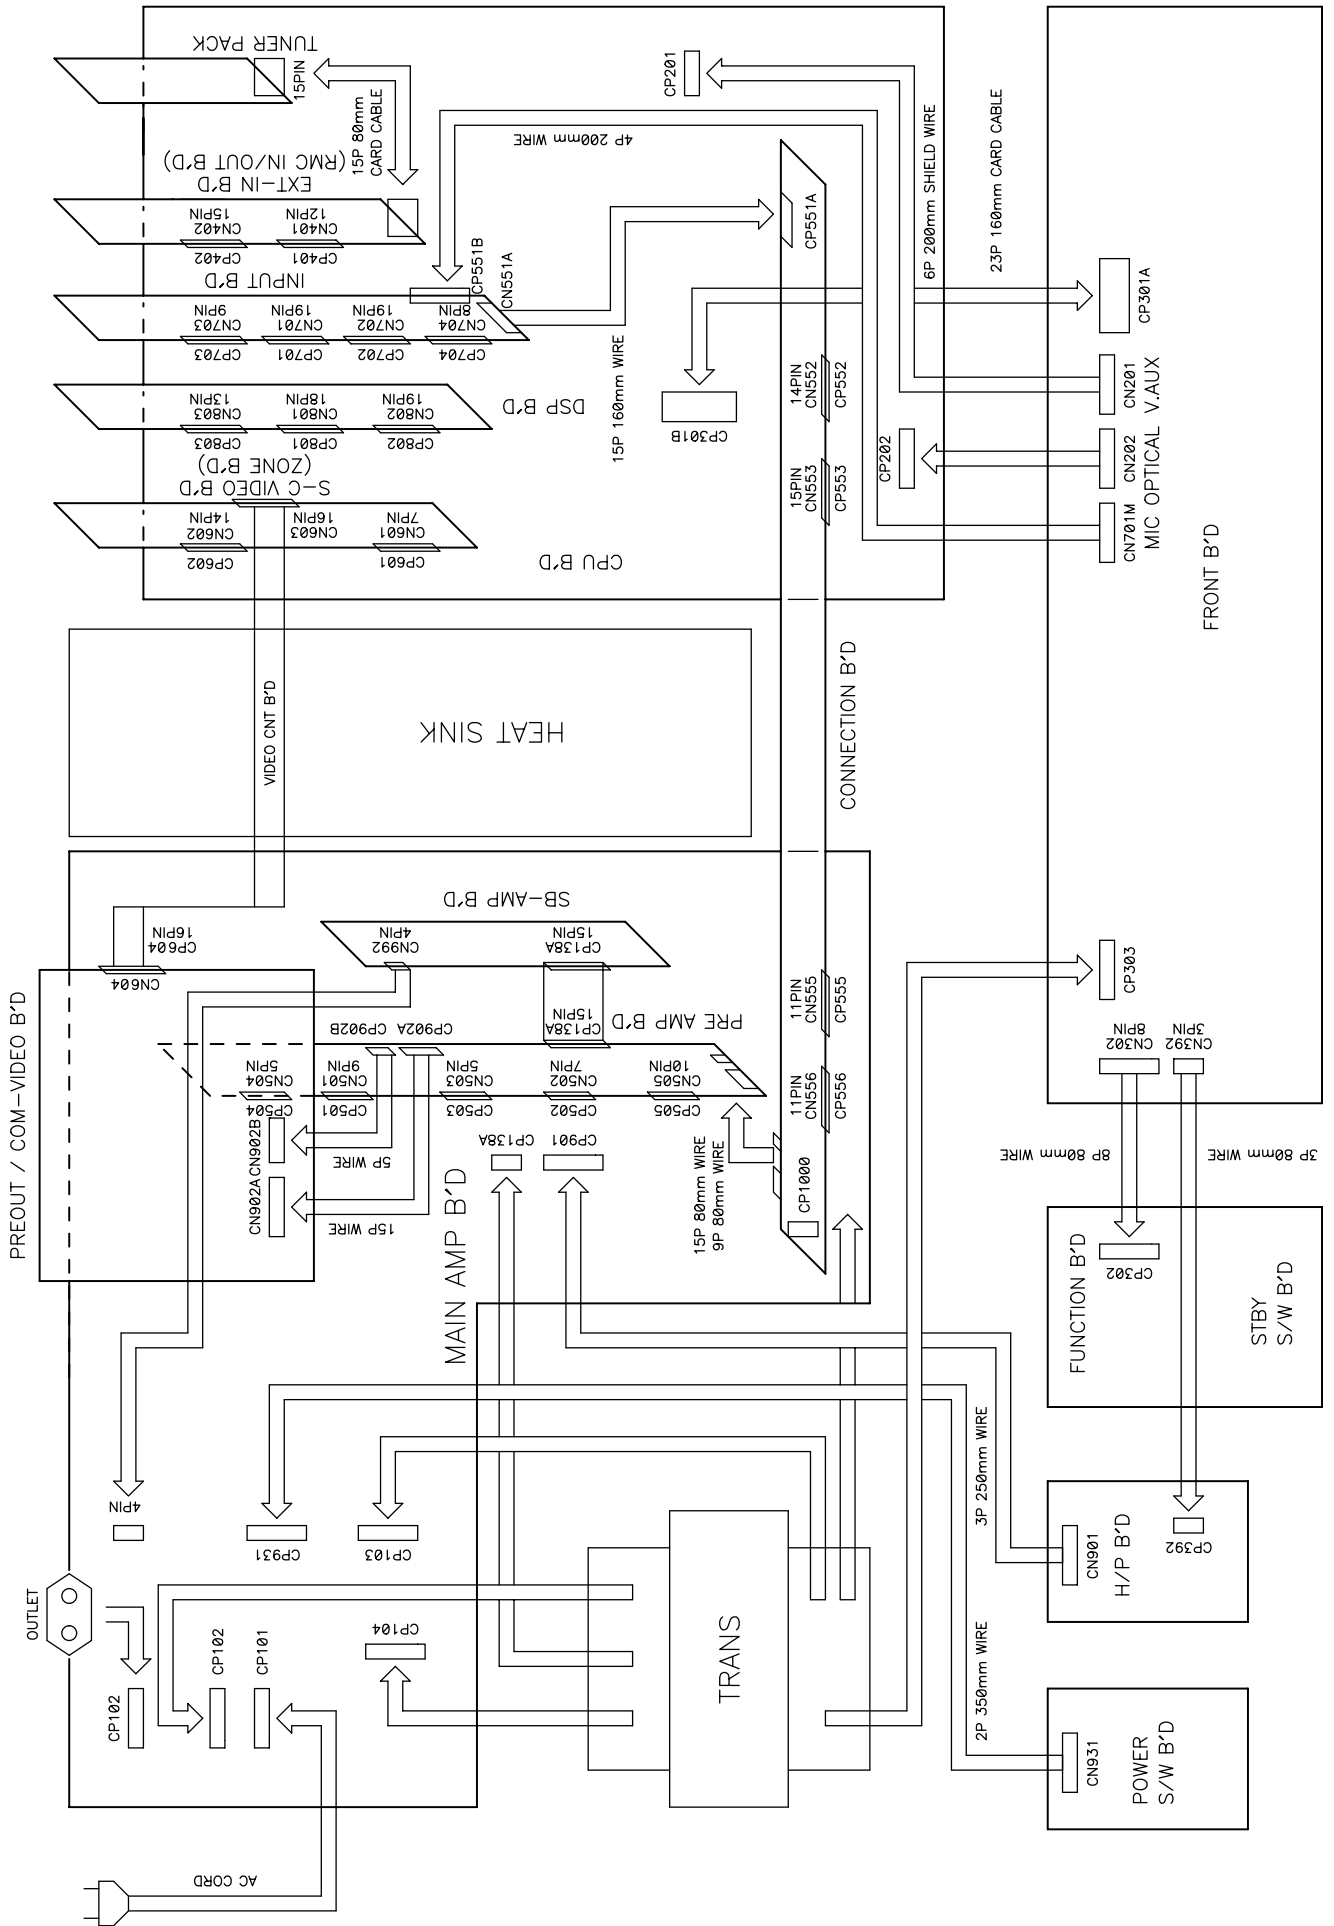 TUNER PACK
15PIN
15P 80mm
CARD CABLE
EXT-IN B'D
(RMC IN/OUT B'D)
15PIN
CN402
CP402
12PIN
CN401
CP401
INPUT B'D
9PIN
CN703
CP703
19PIN
CN701
CP701
19PIN
CN702
CP702
8PIN
CN704
CP704
CP551B
CN551A
DSP B'D
13PIN
CN803
CP803
18PIN
CN801
CP801
19PIN
CN802
CP802
S-C VIDEO B'D
(ZONE B'D)
14PIN
CN602
CP602
16PIN
CN603
7PIN
CN601
CP601
CPU B'D
CP201
4P 200mm WIRE
CP551A
15P 160mm WIRE
CP301B
14PIN
CN552
CP552
15PIN
CN553
CP553
CP202
6P 200mm SHIELD WIRE
23P 160mm CARD CABLE
CP301A
CN201
V.AUX
CN202
OPTICAL
CN701M
MIC
FRONT B'D
HEAT SINK
VIDEO CNT B'D
CONNECTION B'D
PREOUT / COM-VIDEO B'D
16PIN
CP604
CN604
SB-AMP B'D
4PIN
CN992
15PIN
CP138A
15PIN
CP138A
PRE AMP B'D
CP902B
CP902A
5PIN
CN504
CP504
9PIN
CN501
CP501
5PIN
CN503
CP503
7PIN
CN502
CP502
10PIN
CN505
CP505
CN902B
CN902A
5P WIRE
15P WIRE
CP138A
CP901
MAIN AMP B'D
15P 80mm WIRE
9P 80mm WIRE
11PIN
CN555
CP555
11PIN
CN556
CP556
CP1000
CP303
8PIN
CN302
3PIN
CN392
8P 80mm WIRE
3P 80mm WIRE
FUNCTION B'D
CP302
STBY
S/W B'D
4PIN
CP931
CP103
OUTLET
CP102
CP102
CP101
CP104
TRANS
3P 250mm WIRE
2P 350mm WIRE
CN901
H/P B'D
CP392
CN931
POWER
S/W B'D
AC CORD